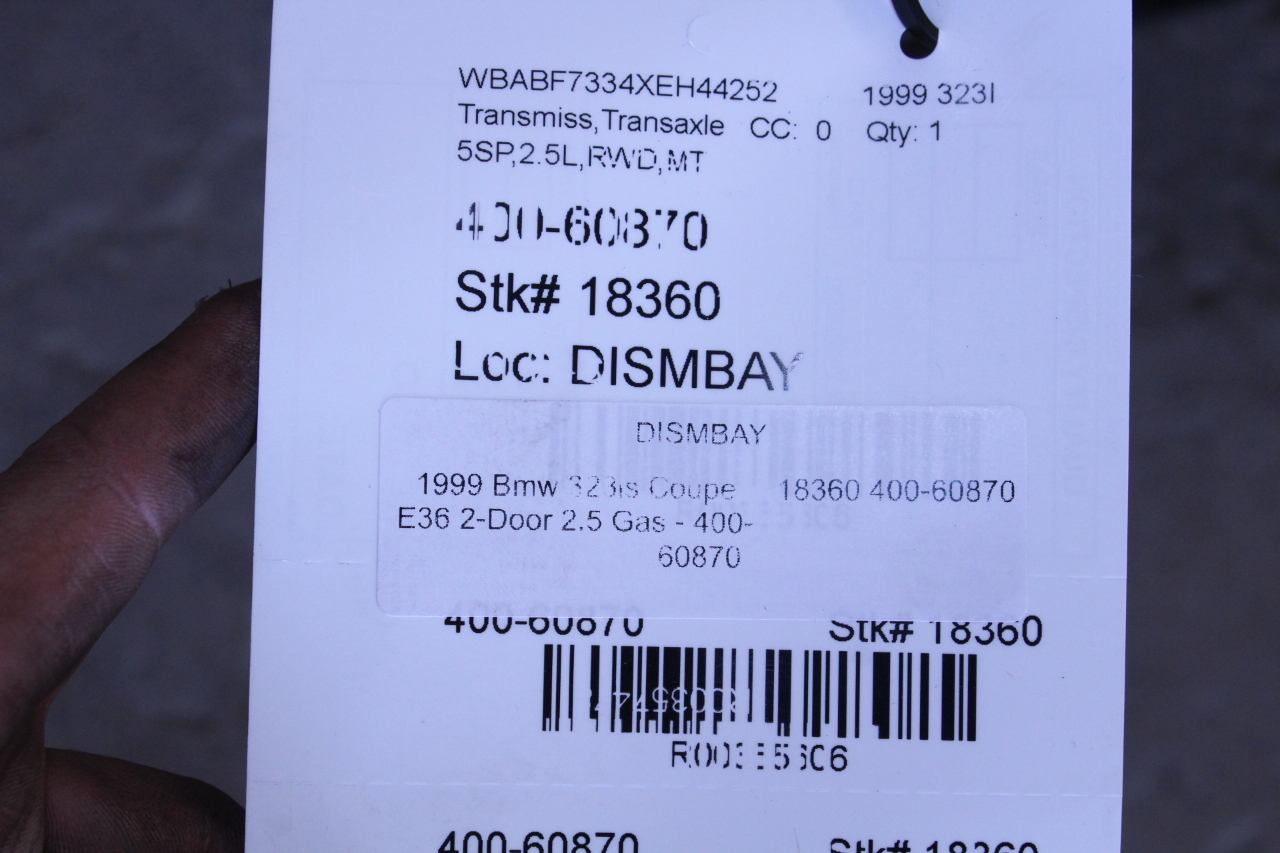 WBABF7334XEH44252 1999 323I
Transmiss,Transaxle CC: 0 Qty: 1
5SP,2.5L,RWD,MT
400-60870
Stk# 18360
Loc: DISMBAY
DISMBAY
1999 Bmw 323is Coupe 18360 400-60870
E36 2-Door 2.5 Gas - 400-
60870
400-60870 Stk# 18360
400-60870 Stk# 18360